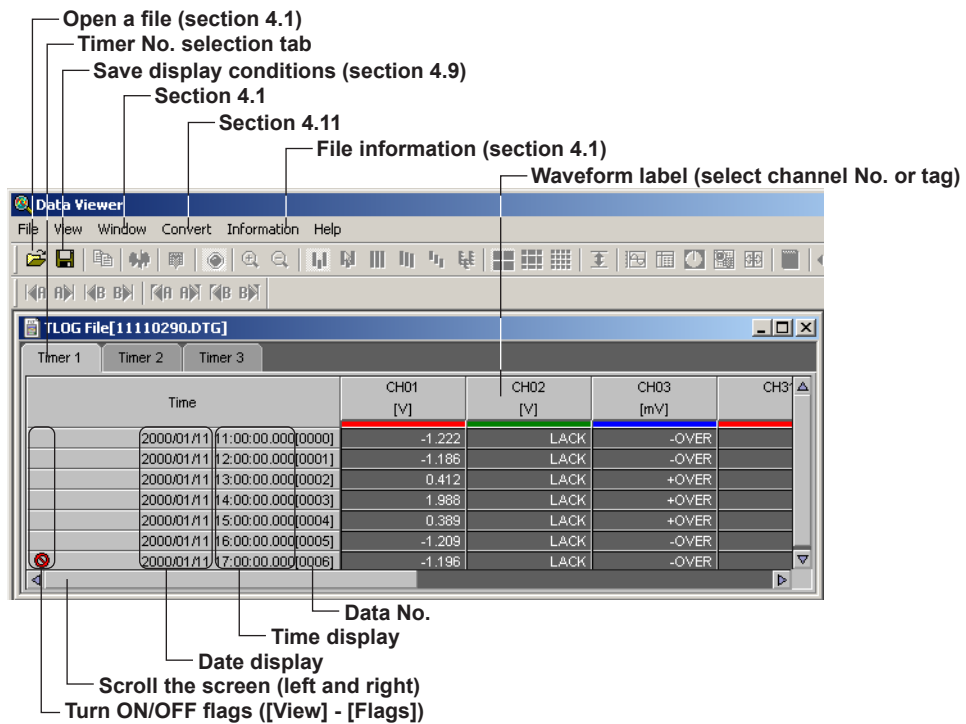 Open a file (section 4.1)
Timer No. selection tab
Save display conditions (section 4.9)
Section 4.1
Section 4.11
File information (section 4.1)
Waveform label (select channel No. or tag)
Data Viewer
File View Window Convert Information Help
A A B B A A B B
TLOG File[11110290.DTG]
Timer 1 Timer 2 Timer 3
Time CH01 CH02 CH03 CH31
[V] [V] [mV]
2000/01/11 11:00:00.000[0000] -1.222 LACK -OVER
2000/01/11 12:00:00.000[0001] -1.186 LACK -OVER
2000/01/11 13:00:00.000[0002] 0.412 LACK +OVER
2000/01/11 14:00:00.000[0003] 1.988 LACK +OVER
2000/01/11 15:00:00.000[0004] 0.389 LACK +OVER
2000/01/11 16:00:00.000[0005] -1.209 LACK -OVER
2000/01/11 17:00:00.000[0006] -1.196 LACK -OVER
Data No.
Time display
Date display
Scroll the screen (left and right)
Turn ON/OFF flags ([View] - [Flags])